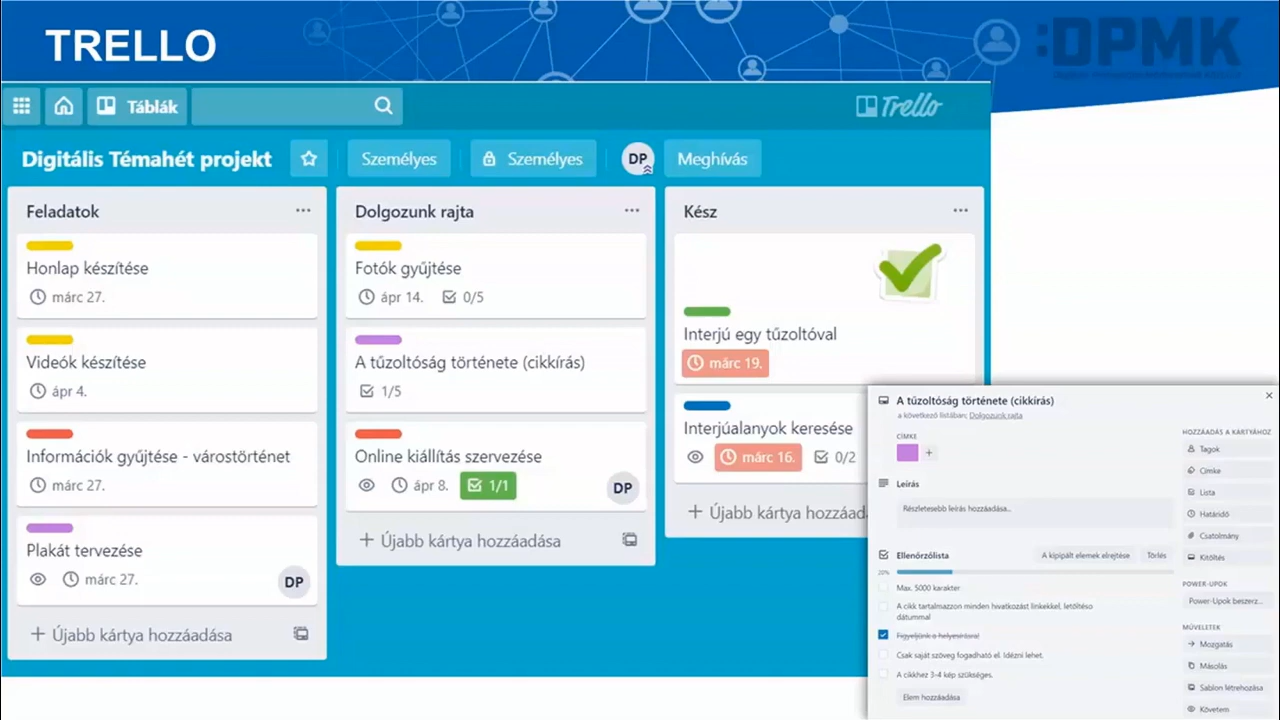 TRELLO
:DPMK
Táblák
Trello
Digitális Témahét projekt
Személyes
Személyes
DP
Meghívás
Feladatok
Honlap készítése
márc 27.
Videók készítése
ápr 4.
Információk gyűjtése - várostörténet
márc 27.
Plakát tervezése
márc 27.
DP
+ Újabb kártya hozzáadása
Dolgozunk rajta
Fotók gyűjtése
ápr 14. 0/5
A tűzoltóság története (cikkírás)
1/5
Online kiállítás szervezése
ápr 8. 1/1
DP
+ Újabb kártya hozzáadása
Kész
Interjú egy tűzoltóval
márc 19.
Interjúalanyok keresése
márc 16. 0/2
+ Újabb kártya hozzáad
A tűzoltóság története (cikkírás)
a következő listában: Dolgozunk rajta
CÍMKE
+
Leírás
Részletesebb leírás hozzáadása...
Ellenőrzőlista
A kipipált elemek elrejtése
Törlés
20%
Max. 5000 karakter
A cikk tartalmazzon minden hivatkozást linkekkel, letöltéso
dátummal
Figyeljünk a helyesírásra!
Csak saját szöveg fogadható el. Idézni lehet.
A cikkhez 3-4 kép szükséges.
Elem hozzáadása
HOZZÁADÁS A KÁRTYÁHOZ
Tagok
Címke
Lista
Határidő
Csatolmány
Kitöltés
POWER-UPOK
Power-Upok beszerz...
MŰVELETEK
Mozgatás
Másolás
Sablon létrehozása
Követem